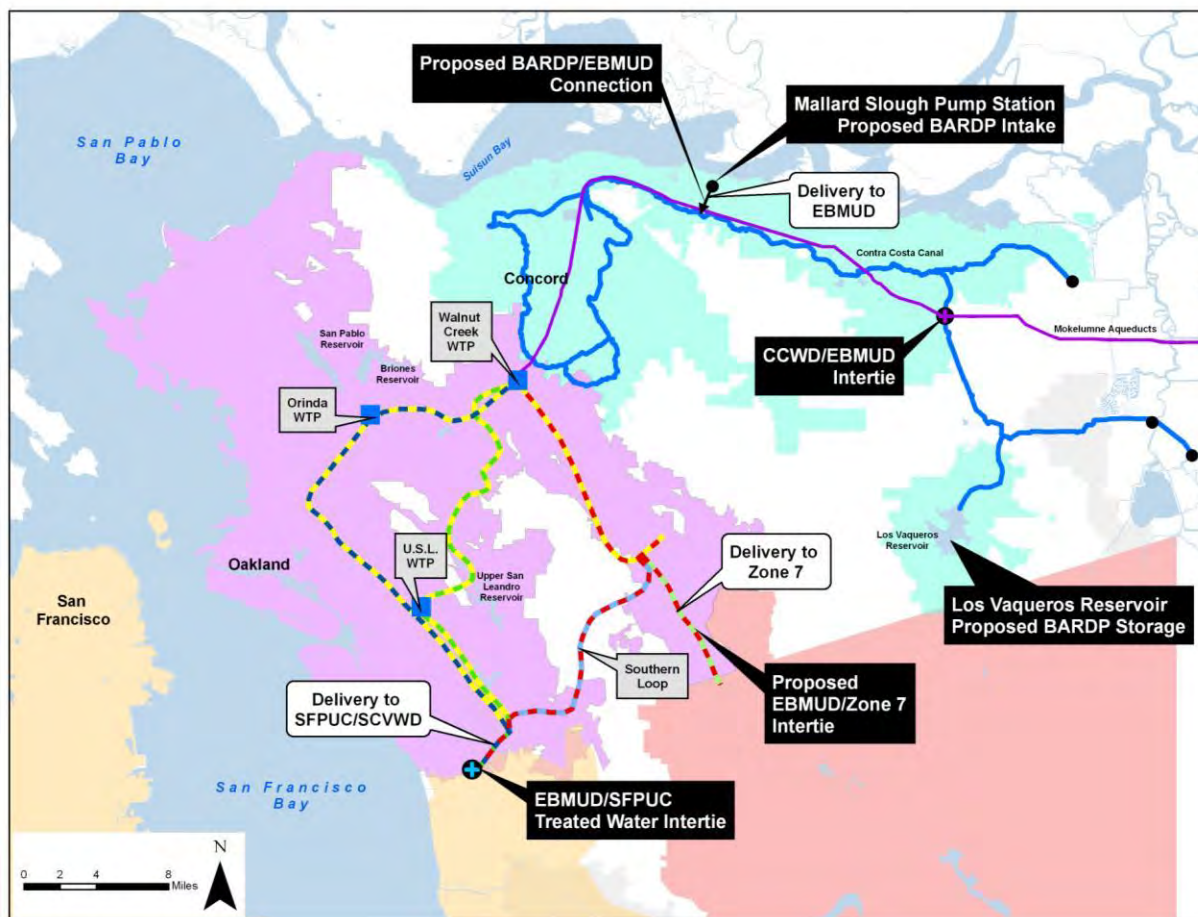 Proposed BARDP/EBMUD
Connection
Mallard Slough Pump Station
Proposed BARDP Intake
San Pablo
Bay
Suisun Bay
Delivery to
EBMUD
Contra Costa Canal
Concord
Walnut
Creek
WTP
San Pablo
Reservoir
Mokelumne Aqueducts
CCWD/EBMUD
Intertie
Briones
Reservoir
Orinda
WTP
Los Vaqueros
Reservoir
Delivery to
Zone 7
U.S.L.
WTP
Oakland
Upper San
Leandro
Reservoir
San
Francisco
Los Vaqueros Reservoir
Proposed BARDP Storage
Southern
Loop
Proposed
EBMUD/Zone 7
Intertie
Delivery to
SFPUC/SCVWD
San Francisco
Bay
EBMUD/SFPUC
Treated Water Intertie
N
0 2 4 8
Miles